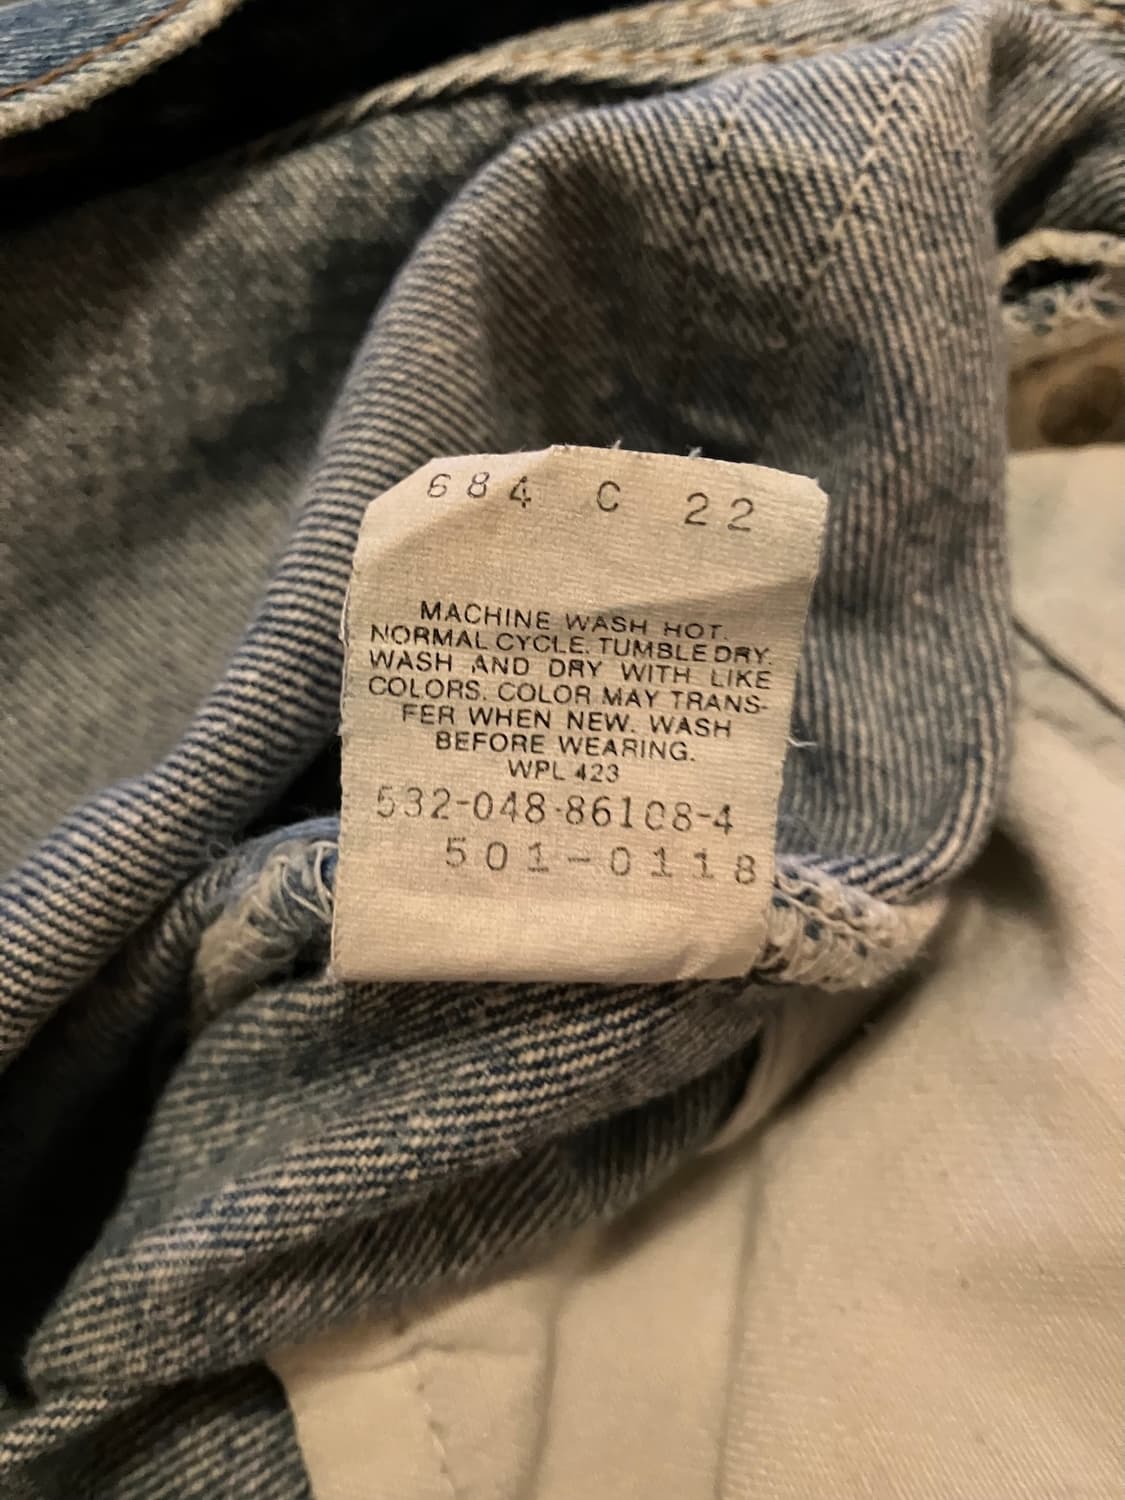 684 C 22
MACHINE WASH HOT.
NORMAL CYCLE. TUMBLE DRY.
WASH AND DRY WITH LIKE
COLORS. COLOR MAY TRANS-
FER WHEN NEW. WASH
BEFORE WEARING.
WPL 423
532-048-86108-4
501-0118